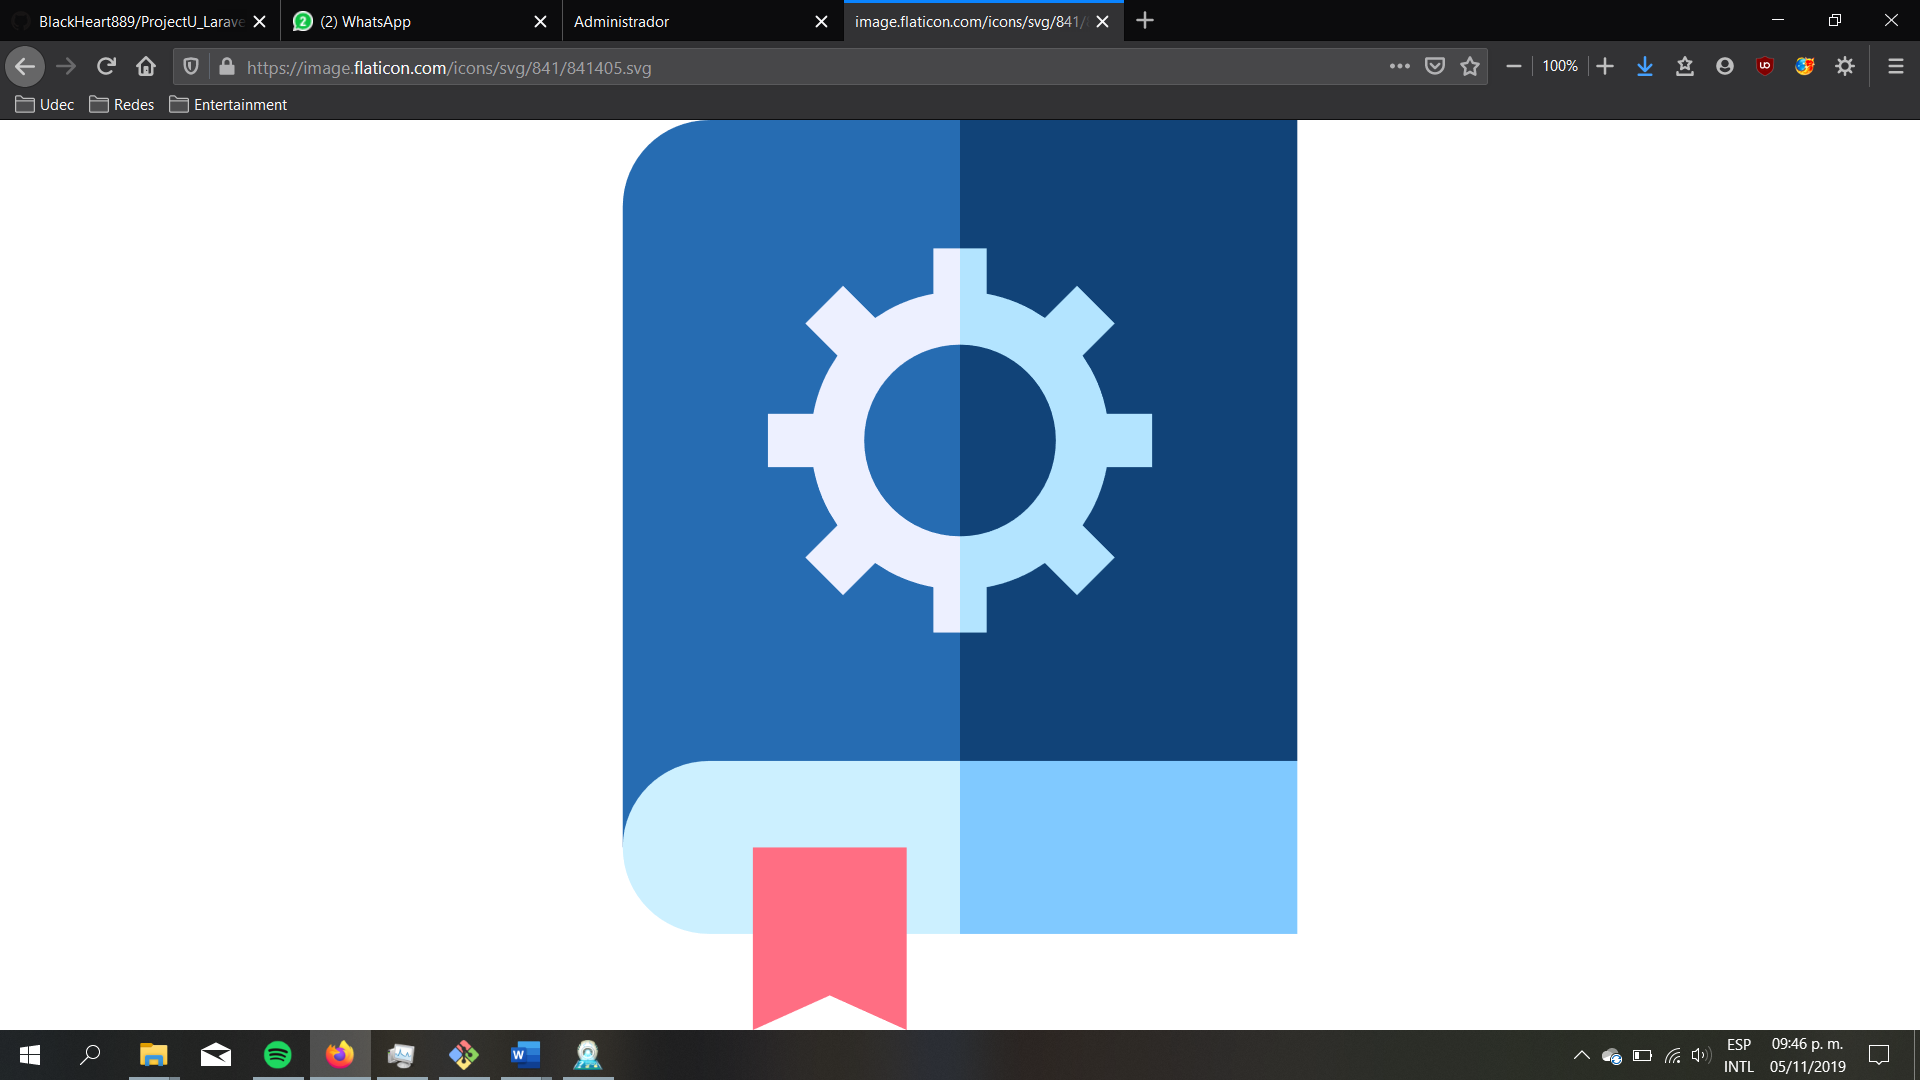 BlackHeart889/ProjectU_Larave
2 (2) WhatsApp
Administrador
image.flaticon.com/icons/svg/841/
https://image.flaticon.com/icons/svg/841/841405.svg
100%
Udec
Redes
Entertainment
ESP
09:46 p. m.
INTL
05/11/2019